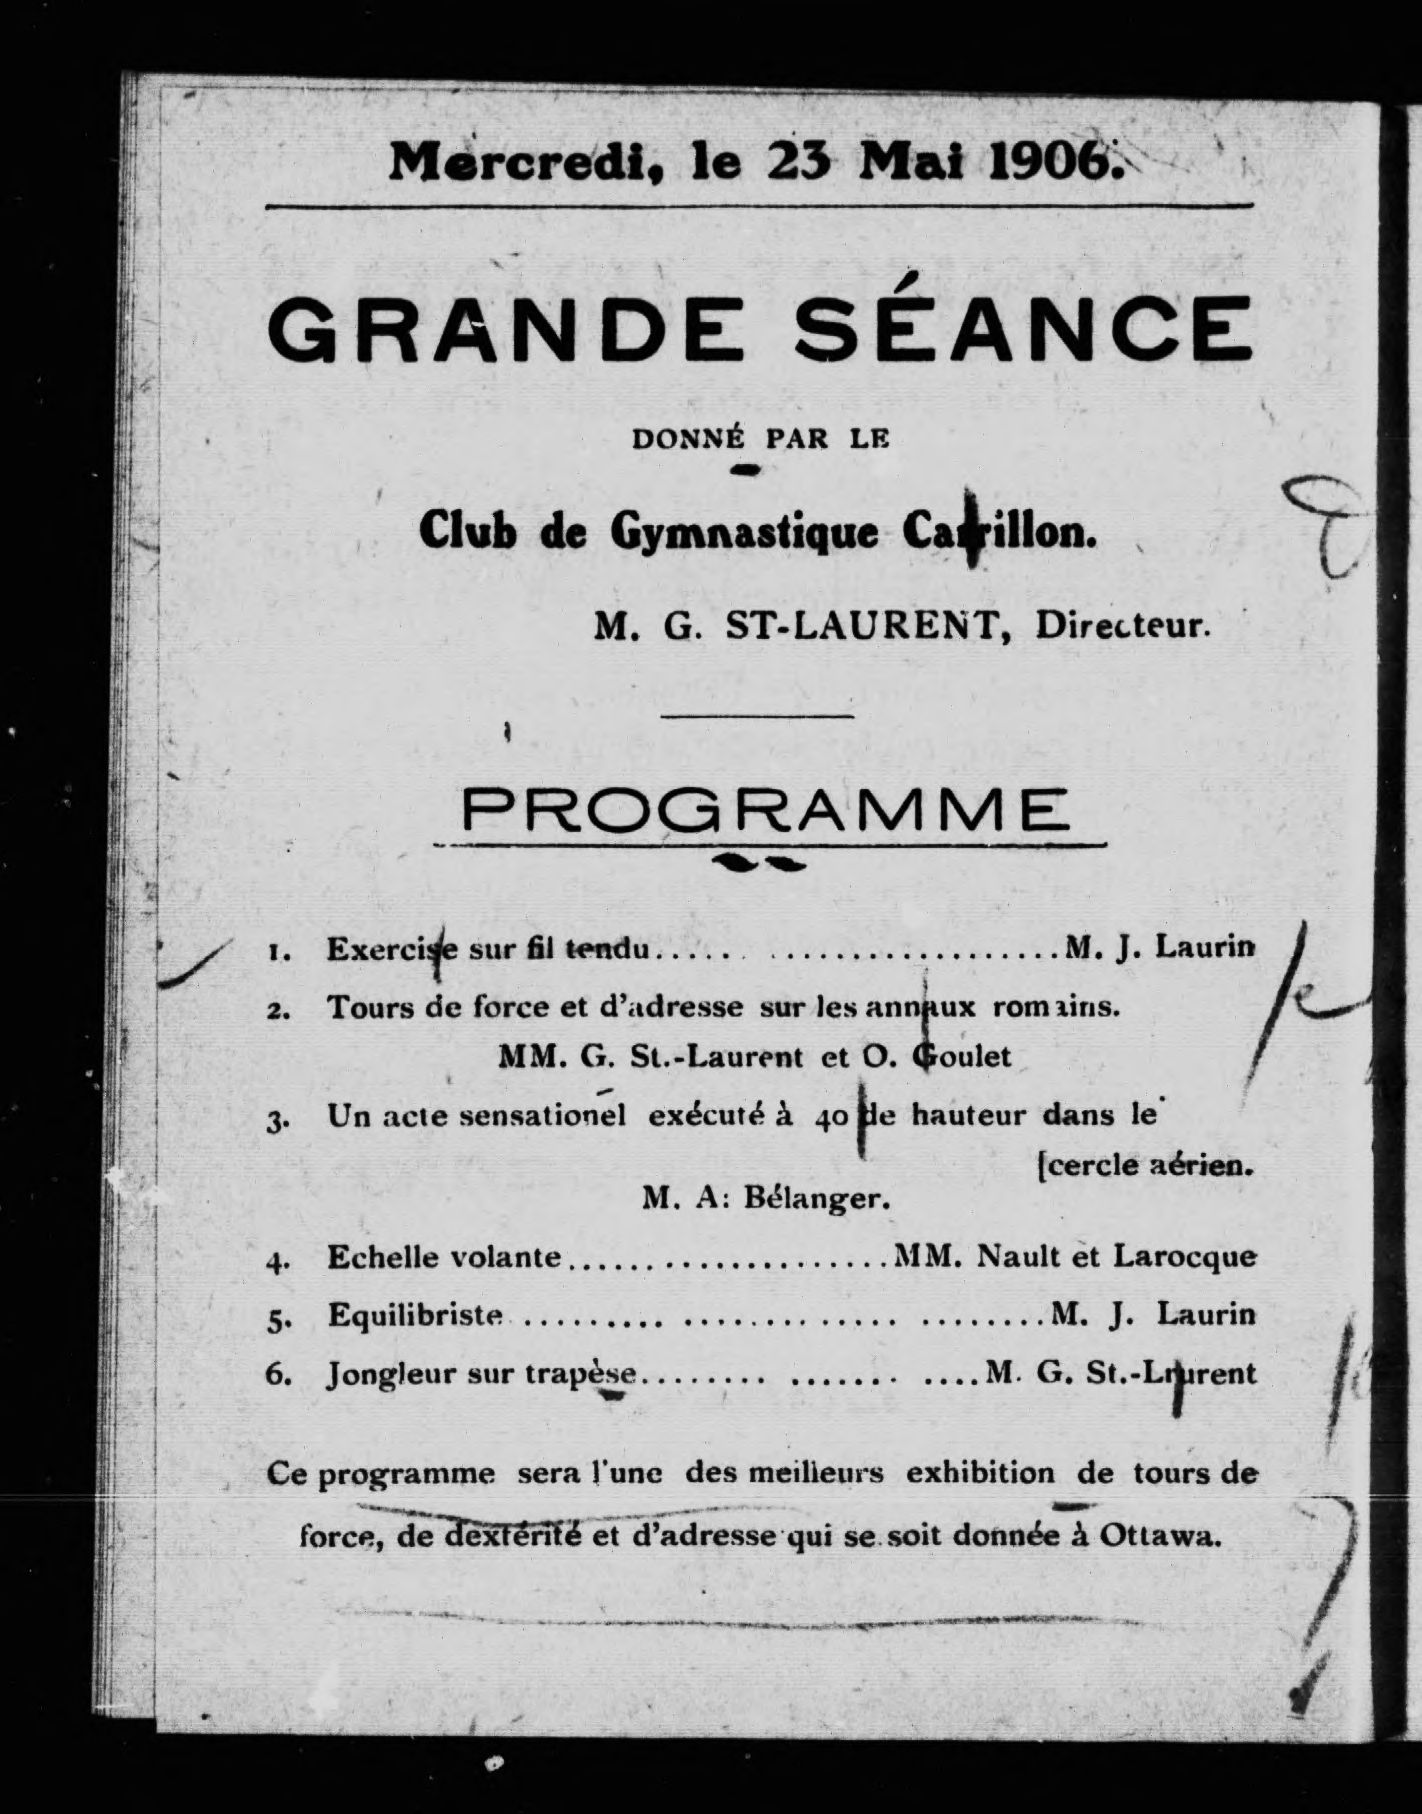 Mercredi, le 23 Mai 1906.
GRANDE SÉANCE
DONNÉ PAR LE
Club de Gymnastique Carrillon.
M. G. ST-LAURENT, Directeur.
PROGRAMME
1. Exercise sur fil tendu..................................M. J. Laurin
2. Tours de force et d'adresse sur les annaux romains.
MM. G. St.-Laurent et O. Goulet
3. Un acte sensationel exécuté à 40 de hauteur dans le
[cercle aérien.
M. A: Bélanger.
4. Echelle volante......................MM. Nault et Larocque
5. Equilibriste ..................................M. J. Laurin
6. Jongleur sur trapèse........ ....... ....M. G. St.-Laurent
Ce programme sera l'une des meilleurs exhibition de tours de
force, de dextérité et d'adresse qui se soit donnée à Ottawa.